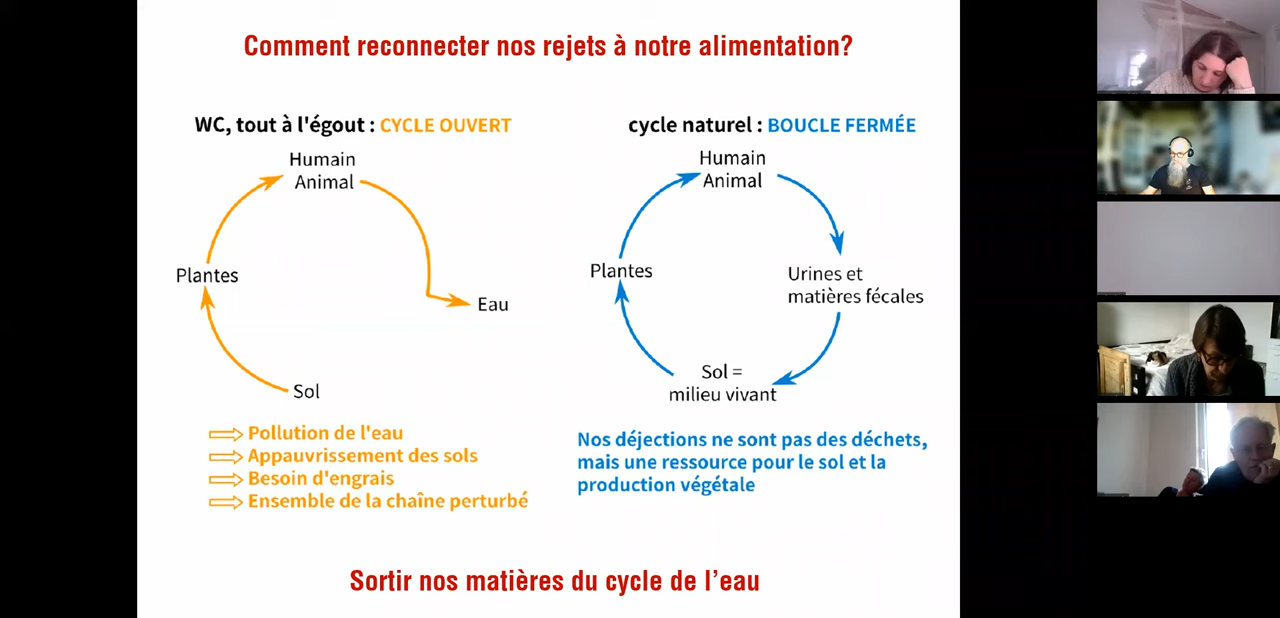 Comment reconnecter nos rejets à notre alimentation?
WC, tout à l'égout : CYCLE OUVERT
Humain
Animal
Plantes
Eau
Sol
Pollution de l'eau
Appauvrissement des sols
Besoin d'engrais
Ensemble de la chaîne perturbé
cycle naturel : BOUCLE FERMÉE
Humain
Animal
Plantes
Urines et
matières fécales
Sol =
milieu vivant
Nos déjections ne sont pas des déchets,
mais une ressource pour le sol et la
production végétale
Sortir nos matières du cycle de l’eau